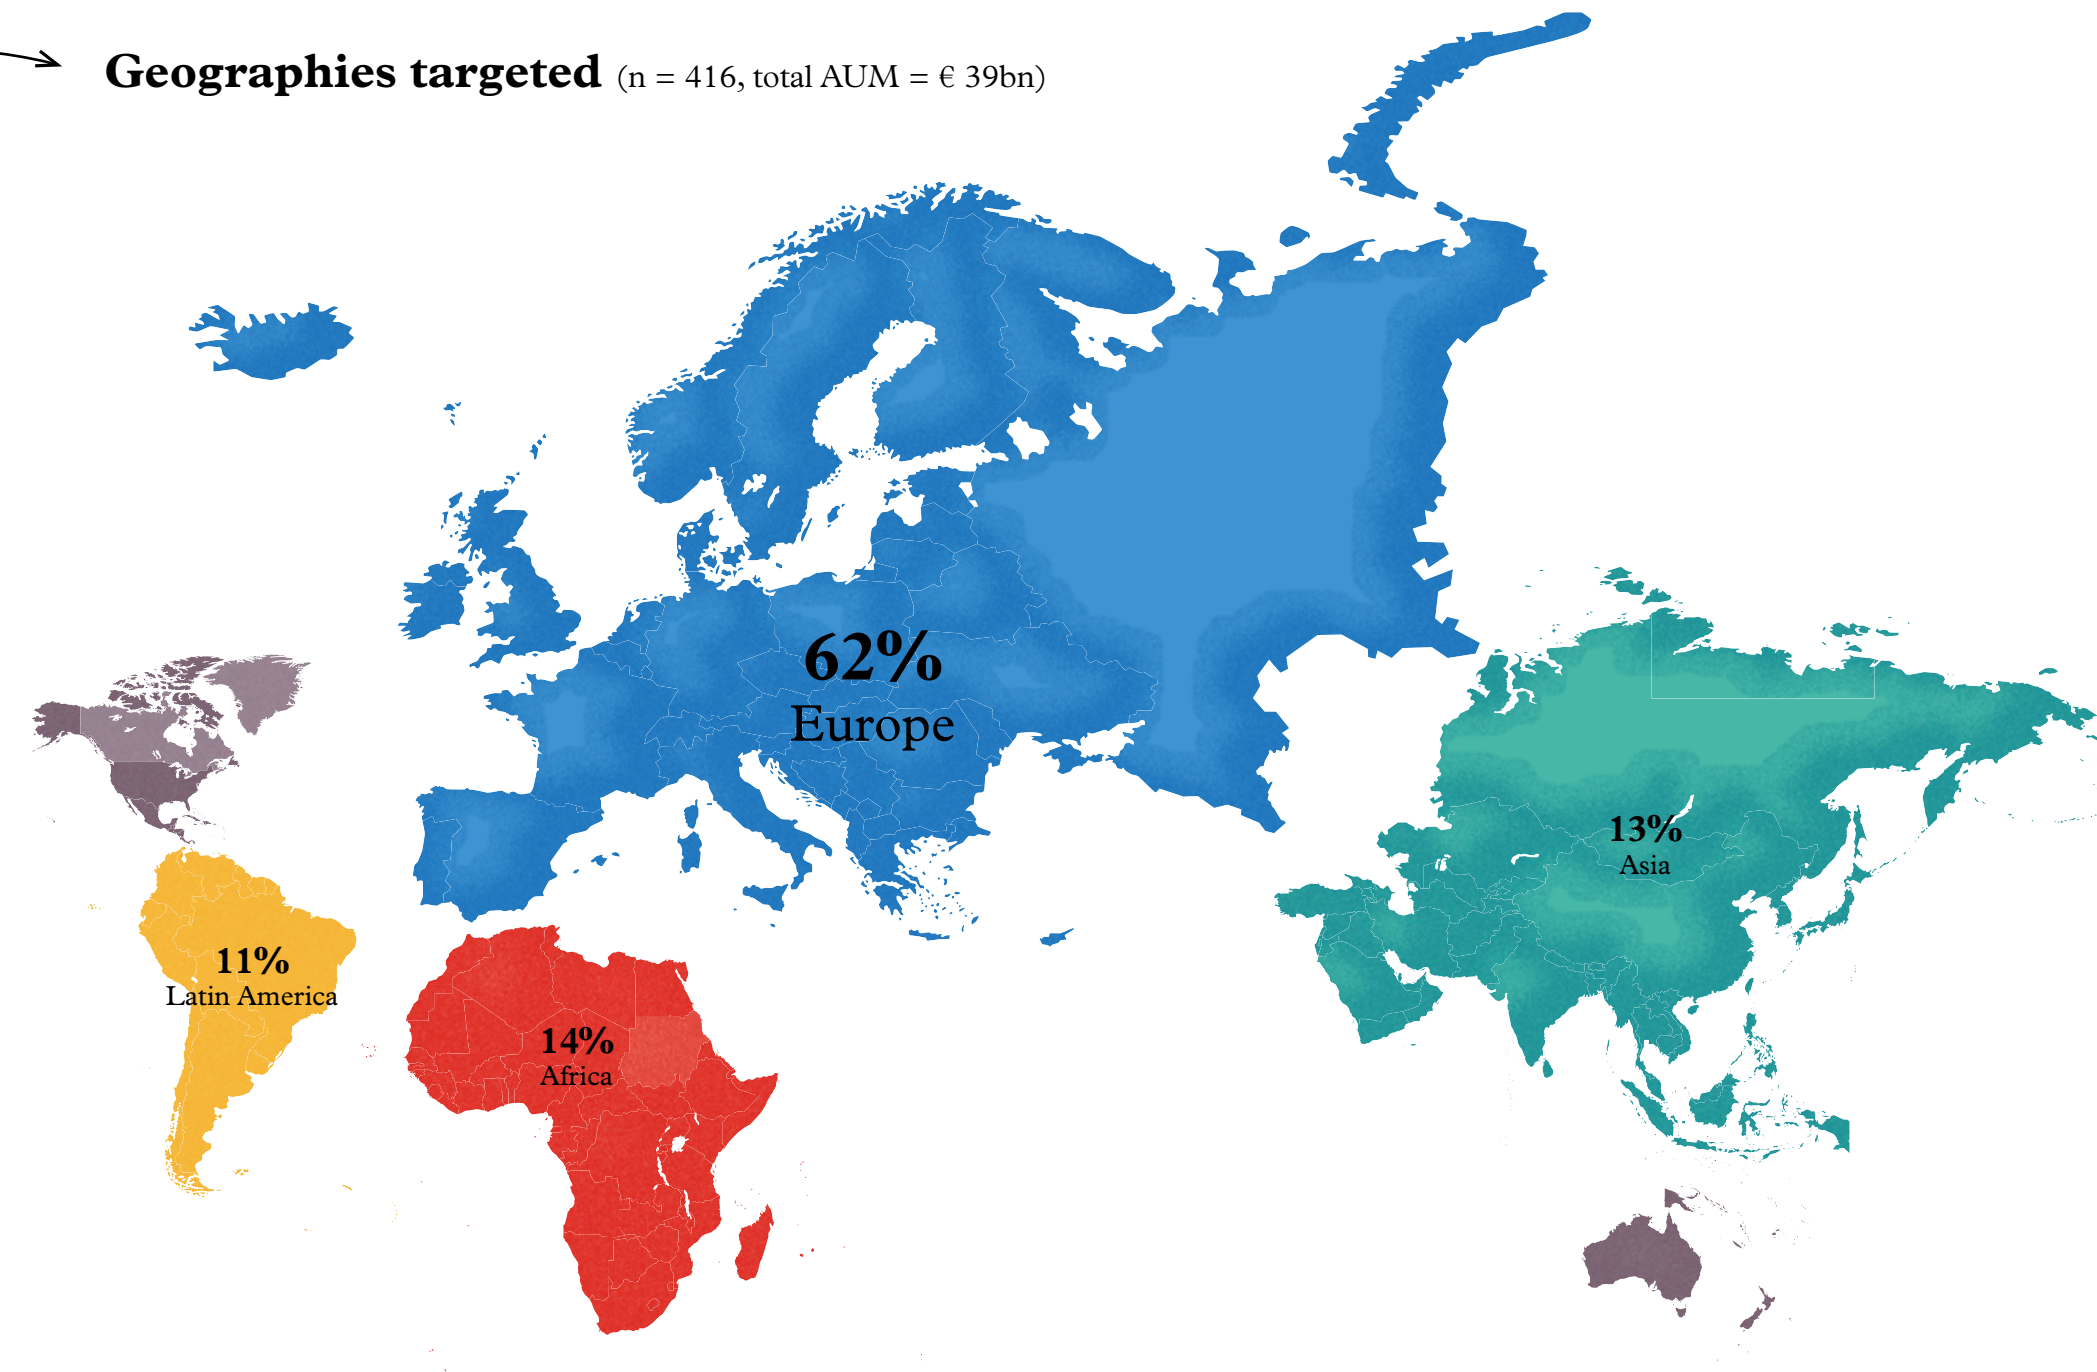 Geographies targeted (n = 416, total AUM = € 39bn)
62%
Europe
13%
Asia
11%
Latin America
14%
Africa